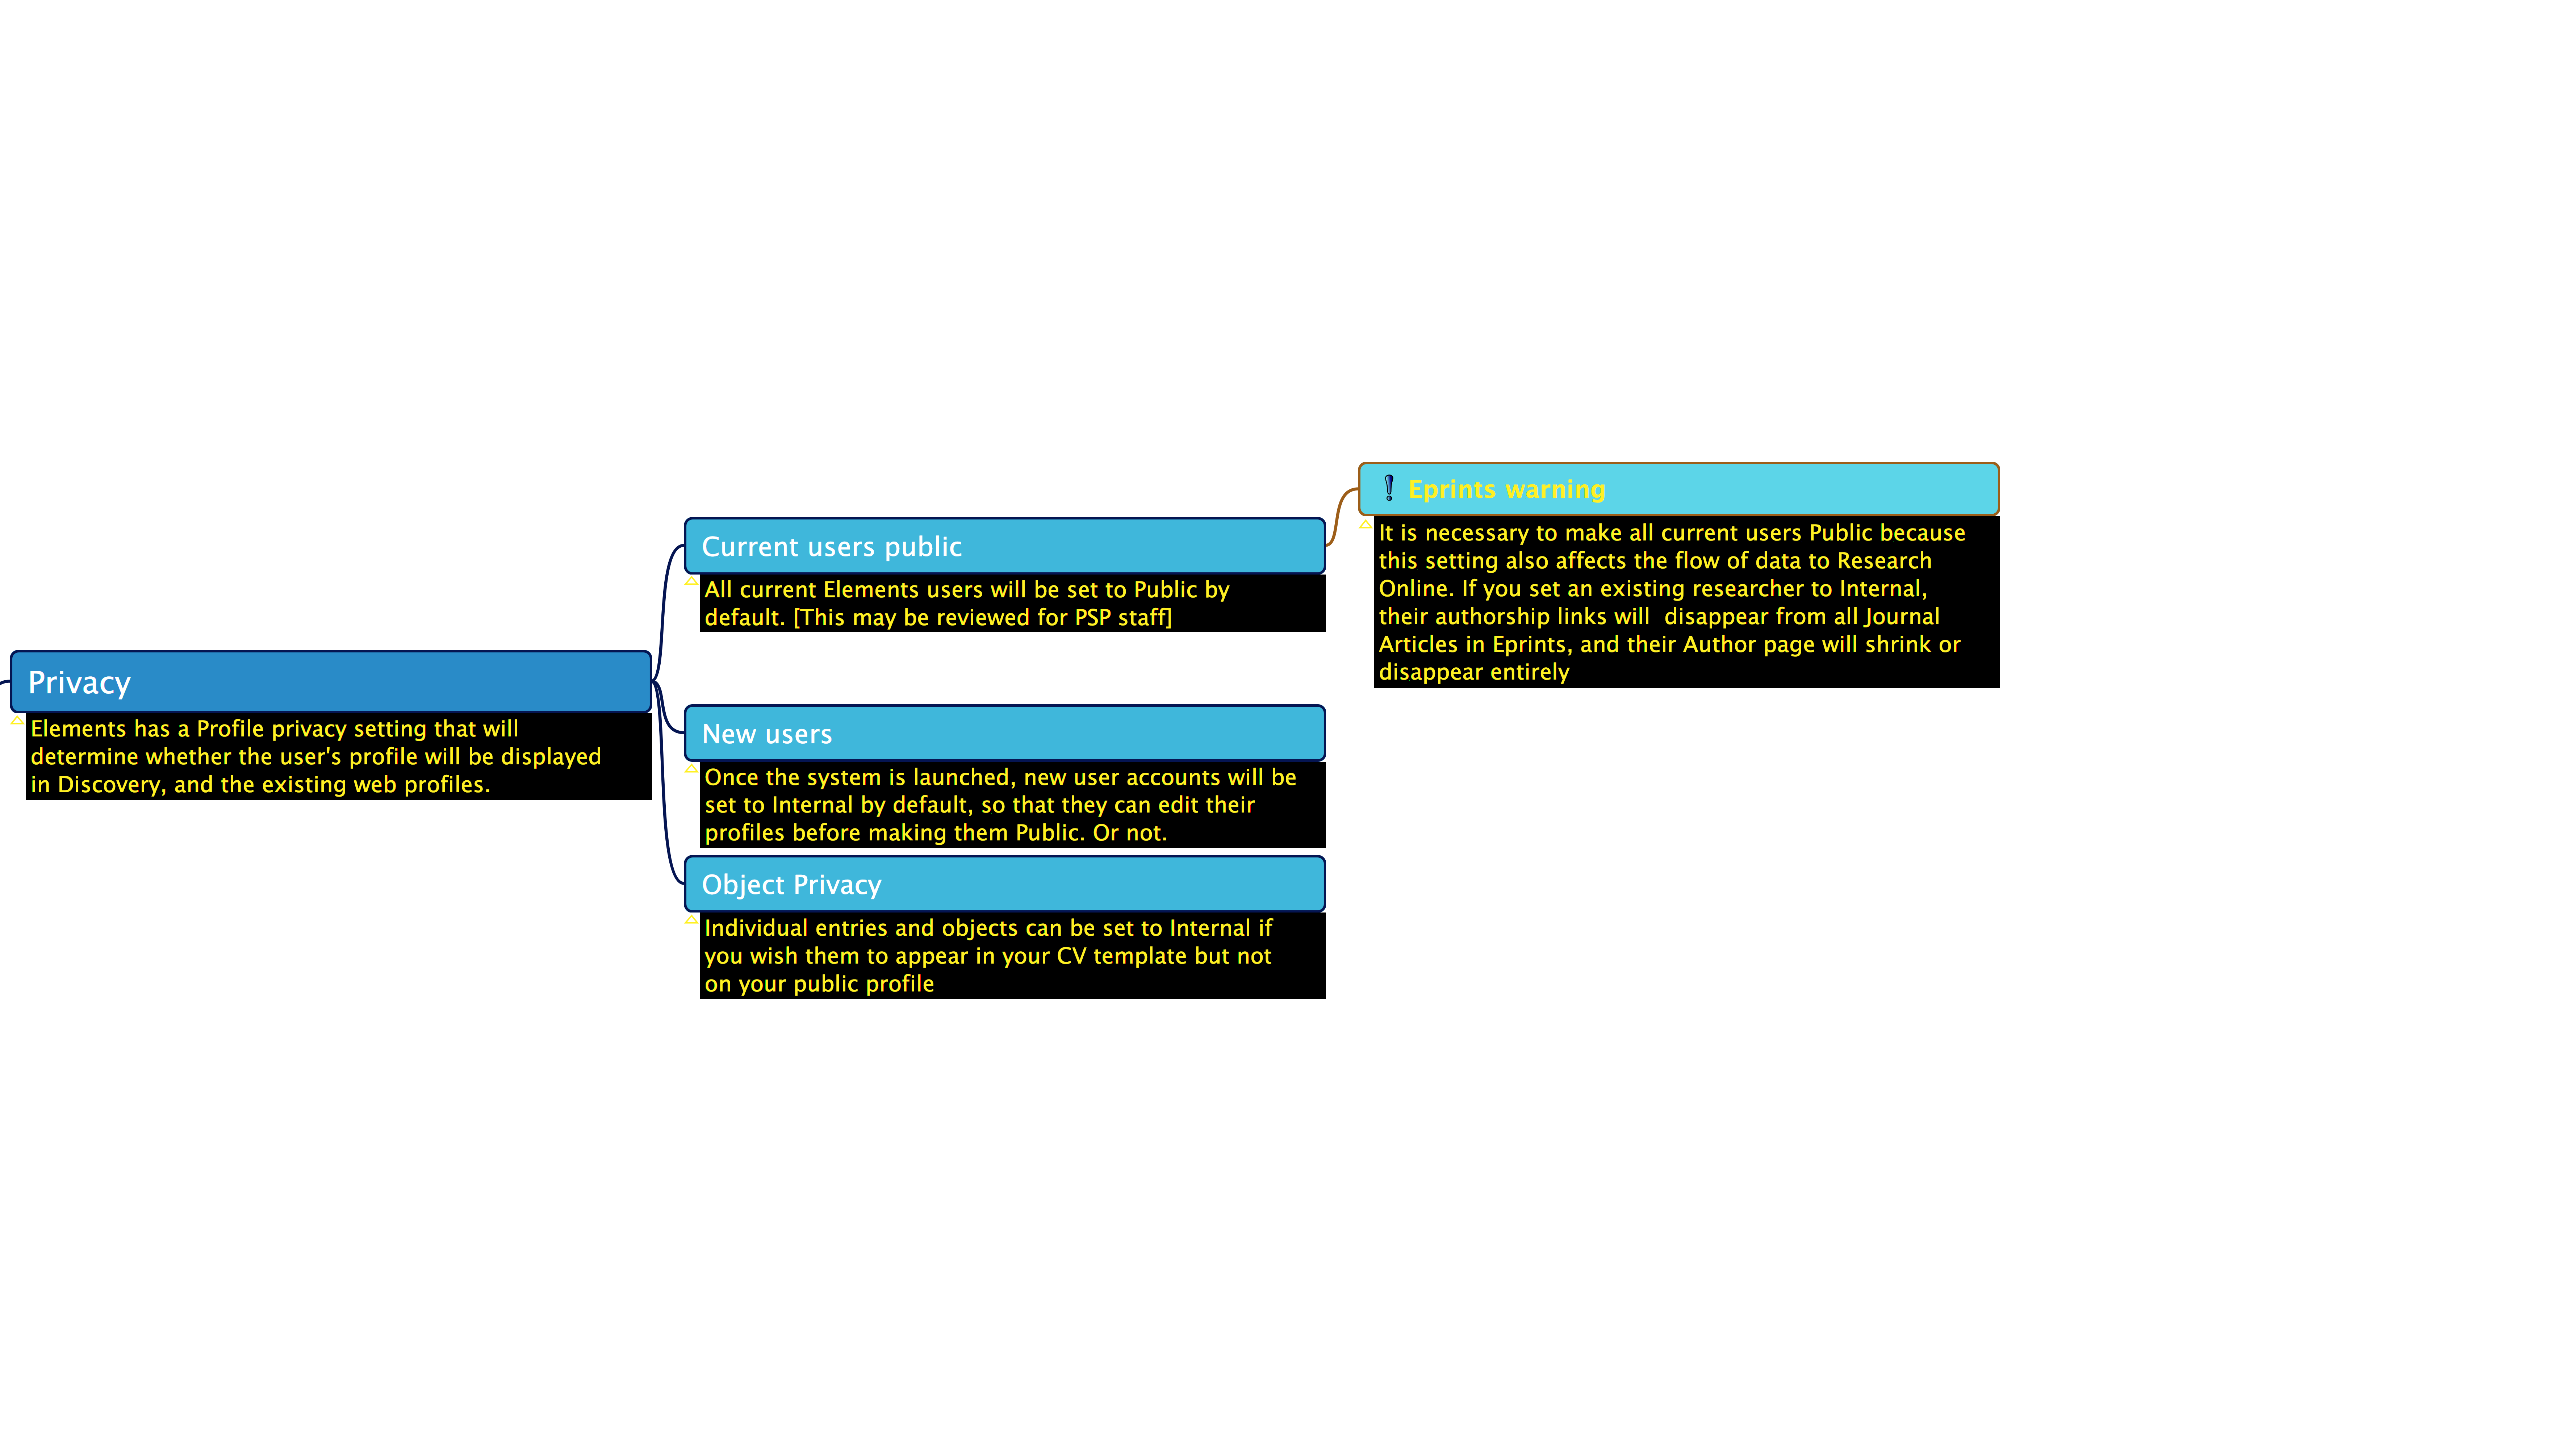 Privacy
Elements has a Profile privacy setting that will
determine whether the user's profile will be displayed
in Discovery, and the existing web profiles.
Current users public
All current Elements users will be set to Public by
default. [This may be reviewed for PSP staff]
Eprints warning
It is necessary to make all current users Public because
this setting also affects the flow of data to Research
Online. If you set an existing researcher to Internal,
their authorship links will  disappear from all Journal
Articles in Eprints, and their Author page will shrink or
disappear entirely
New users
Once the system is launched, new user accounts will be
set to Internal by default, so that they can edit their
profiles before making them Public. Or not.
Object Privacy
Individual entries and objects can be set to Internal if
you wish them to appear in your CV template but not
on your public profile